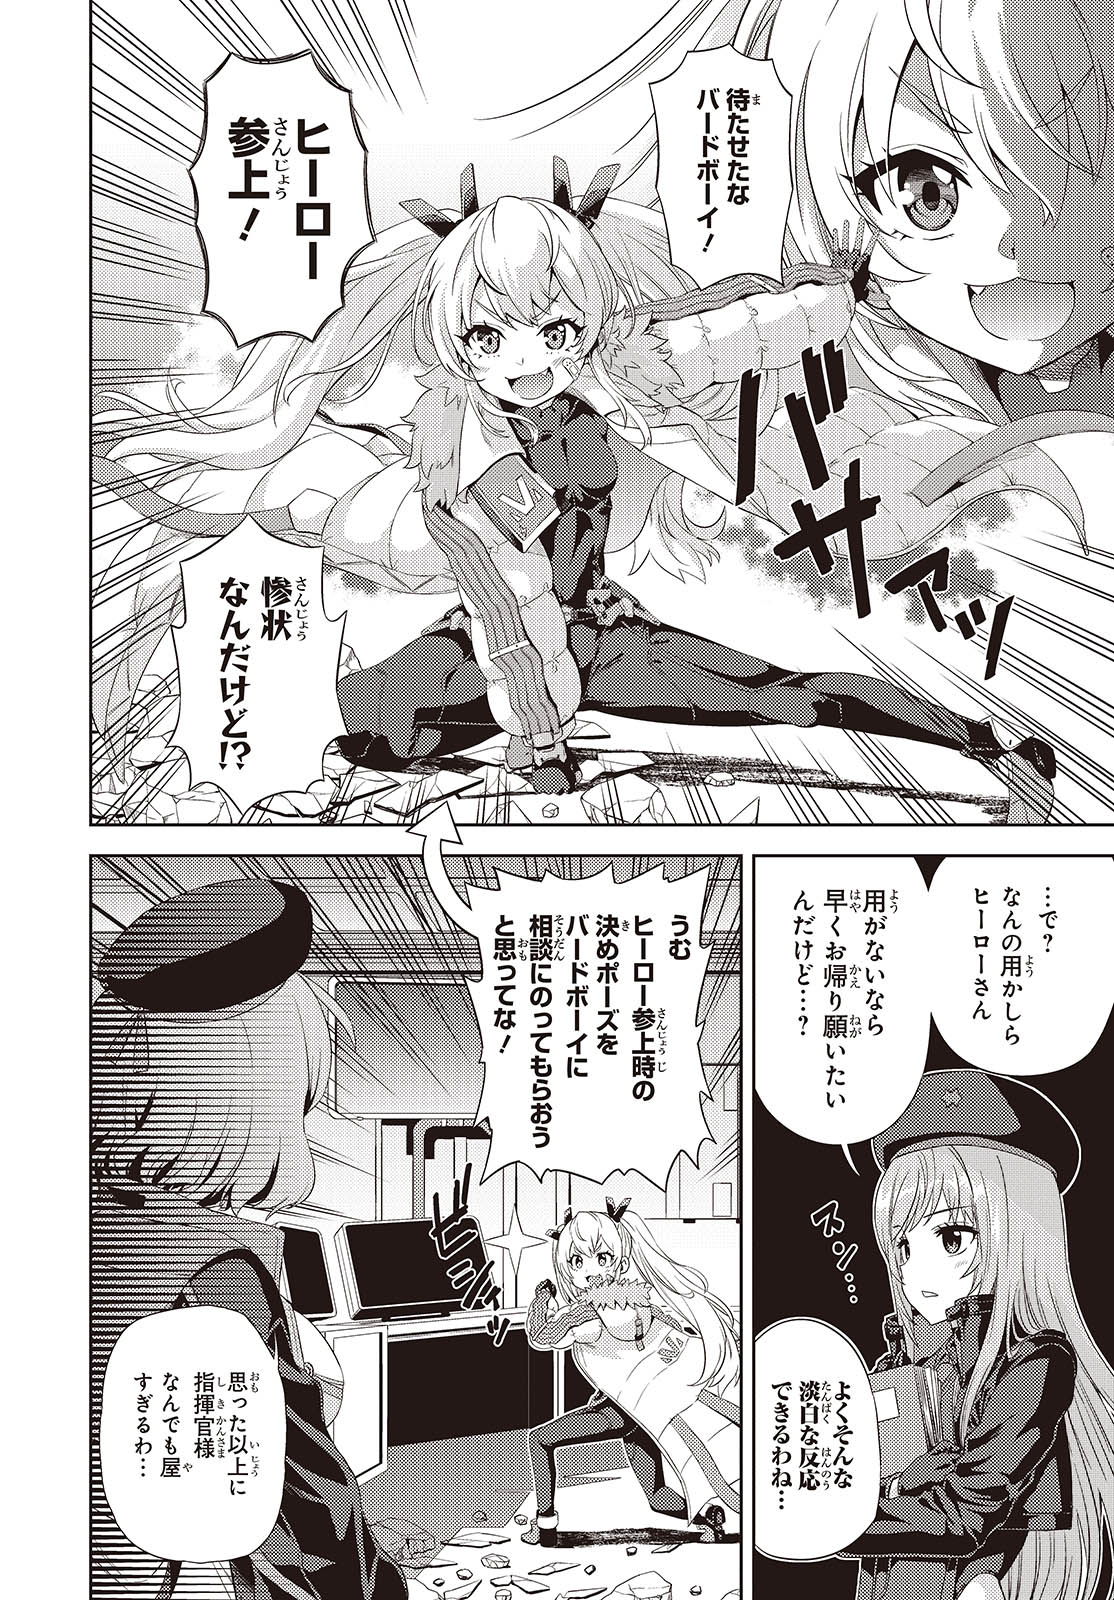 待たせたな
バードボーイ！
ヒーロー
参上！
ズザアァッ
惨状
なんだけど!?
…で？
なんの用かしら
ヒーローさん
用がないなら
早くお帰り願いたい
んだけど…？
スン…
よくそんな
淡白な反応
できるわね…
うむ
ヒーロー参上時の
決めポーズを
バードボーイに
相談にのってもらおう
と思ってな！
ビシィッ
思った以上に
指揮官様
なんでも屋
すぎるわ…